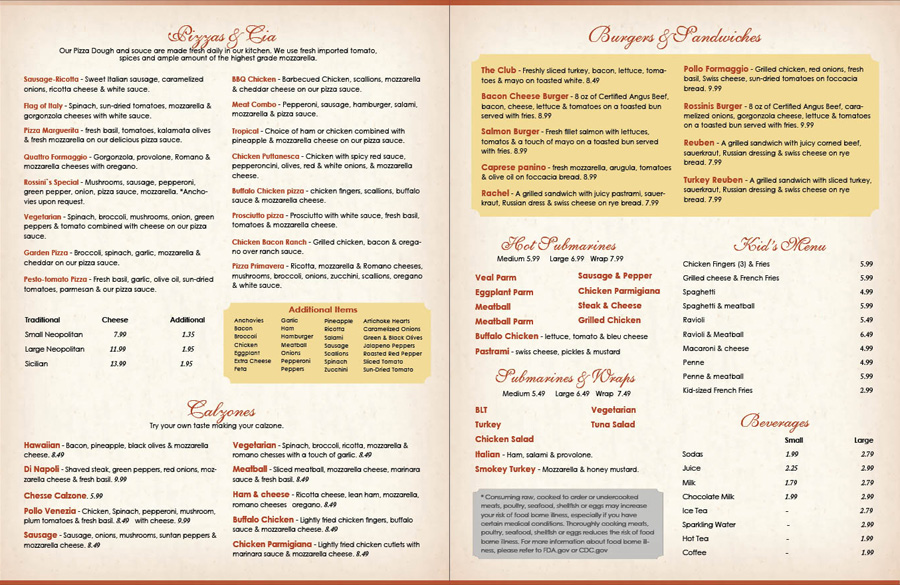 Pizzas & Cia
Our Pizza Dough and souce are made fresh daily in our kitchen. We use fresh imported tomato,
spices and ample amount of the highest grade mozzarella.
Sausage-Ricotta - Sweet Italian sausage, caramelized
onions, ricotta cheese & white sauce.
Flag of Italy - Spinach, sun-dried tomatoes, mozzarella &
gorgonzola cheeses with white sauce.
Pizza Marguerita - fresh basil, tomatoes, kalamata olives
& fresh mozzarella on our delicious pizza sauce.
Quattro Formaggio - Gorgonzola, provolone, Romano &
mozzarella cheeses with oregano.
Rossini´s Special - Mushrooms, sausage, pepperoni,
green pepper, onion, pizza sauce, mozzarella. *Ancho-
vies upon request.
Vegetarian - Spinach, broccoli, mushrooms, onion, green
peppers & tomato combined with cheese on our pizza
sauce.
Garden Pizza - Broccoli, spinach, garlic, mozzarella &
cheddar on our pizza sauce.
Pesto-tomato Pizza - Fresh basil, garlic, olive oil, sun-dried
tomatoes, parmesan & our pizza sauce.
BBQ Chicken - Barbecued Chicken, scallions, mozzarella
& cheddar cheese on our pizza sauce.
Meat Combo - Pepperoni, sausage, hamburger, salami,
mozzarella & pizza sauce.
Tropical - Choice of ham or chicken combined with
pineapple & mozzarella cheese on our pizza sauce.
Chicken Puttanesca - Chicken with spicy red sauce,
pepperoncini, olives, red & white onions, & mozzarella
cheese.
Buffalo Chicken pizza - chicken fingers, scallions, buffalo
sauce & mozzarella cheese.
Prosciutto pizza - Prosciutto with white sauce, fresh basil,
tomatoes & mozzarella cheese.
Chicken Bacon Ranch - Grilled chicken, bacon & orega-
no over ranch sauce.
Pizza Primavera - Ricotta, mozzarella & Romano cheeses,
mushrooms, broccoli, onions, zucchini, scallions, oregano
& white sauce.
Traditional Cheese Additional
Small Neopolitan 7.99 1.35
Large Neopolitan 11.99 1.95
Sicilian 13.99 1.95
Additional Items
Anchovies Garlic Pineapple Artichoke Hearts
Bacon Ham Ricotta Caramelized Onions
Broccoli Hamburger Salami Green & Black Olives
Chicken Meatball Sausage Jalapeno Peppers
Eggplant Onions Scallions Roasted Red Pepper
Extra Cheese Pepperoni Spinach Sliced Tomato
Feta Peppers Zucchini Sun-Dried Tomato
Calzones
Try your own taste making your calzone.
Hawaiian - Bacon, pineapple, black olives & mozzarella
cheese. 8.49
Di Napoli - Shaved steak, green peppers, red onions, moz-
zarella cheese & fresh basil. 9.99
Chesse Calzone. 5.99
Pollo Venezia - Chicken, Spinach, pepperoni, mushroom,
plum tomatoes & fresh basil. 8.49 with cheese. 9.99
Sausage - Sausage, onions, mushrooms, suntan peppers &
mozzarella cheese. 8.49
Vegetarian - Spinach, broccoli, ricotta, mozzarella &
romano cheesses with a touch of garlic. 8.49
Meatball - Sliced meatball, mozzarella cheese, marinara
sauce & fresh basil. 8.49
Ham & cheese - Ricotta cheese, lean ham, mozzarella,
romano cheeses oregano. 8.49
Buffalo Chicken - Lightly fried chicken fingers, buffalo
sauce & mozzarella cheese. 8.49
Chicken Parmigiana - Lightly fried chicken cutlets with
marinara sauce & mozzarella cheese. 8.49
Burgers & Sandwiches
The Club - Freshly sliced turkey, bacon, lettuce, toma-
toes & mayo on toasted white. 8.49
Bacon Cheese Burger - 8 oz of Certified Angus Beef,
bacon, cheese, lettuce & tomatoes on a toasted bun
served with fries. 9.99
Salmon Burger - Fresh fillet salmon with lettuces,
tomatoes & a touch of mayo on a toasted bun served
with fries. 8.99
Caprese panino - fresh mozzarella, arugula, tomatoes
& olive oil on foccacia bread. 8.99
Rachel - A grilled sandwich with juicy pastrami, sauer-
kraut, Russian dress & swiss cheese on rye bread. 7.99
Pollo Formaggio - Grilled chicken, red onions, fresh
basil, Swiss cheese, sun-dried tomatoes on foccacia
bread. 9.99
Rossinis Burger - 8 oz of Certified Angus Beef, cara-
melized onions, gorgonzola cheese, lettuce & tomatoes
on a toasted bun served with fries. 9.99
Reuben - A grilled sandwich with juicy corned beef,
sauerkraut, Russian dressing & swiss cheese on rye
bread. 7.99
Turkey Reuben - A grilled sandwich with sliced turkey,
sauerkraut, Russian dressing & swiss cheese on rye
bread. 7.99
Hot Submarines
Medium 5.99 Large 6.99 Wrap 7.99
Veal Parm Sausage & Pepper
Eggplant Parm Chicken Parmigiana
Meatball Steak & Cheese
Meatball Parm Grilled Chicken
Buffalo Chicken - lettuce, tomato & bleu cheese
Pastrami - swiss cheese, pickles & mustard
Submarines & Wraps
Medium 5.49 Large 6.49 Wrap 7.49
BLT Vegetarian
Turkey Tuna Salad
Chicken Salad
Italian - Ham, salami & provolone.
Smokey Turkey - Mozzarella & honey mustard.
* Consuming raw, cooked to order or undercooked
meats, poultry, seafood, shellfish or eggs may increase
your risk of food borne illness, especially if you have
certain medical conditions. Thoroughly cooking meats,
poultry, seafood, shellfish or eggs reduces the risk of food
borne illness. For more information about food borne ill-
ness, please refer to FDA.gov or CDC.gov
Kid's Menu
Chicken Fingers (3) & Fries 5.99
Grilled cheese & French Fries 5.99
Spaghetti 4.99
Spaghetti & meatball 5.99
Ravioli 5.49
Ravioli & Meatball 6.49
Macaroni & cheese 4.99
Penne 4.99
Penne & meatball 5.99
Kid-sized French Fries 2.99
Beverages
Small Large
Sodas 1.99 2.79
Juice 2.25 2.99
Milk 1.79 2.79
Chocolate Milk 1.99 2.99
Ice Tea - 2.79
Sparkling Water - 2.99
Hot Tea - 1.99
Coffee - 1.99